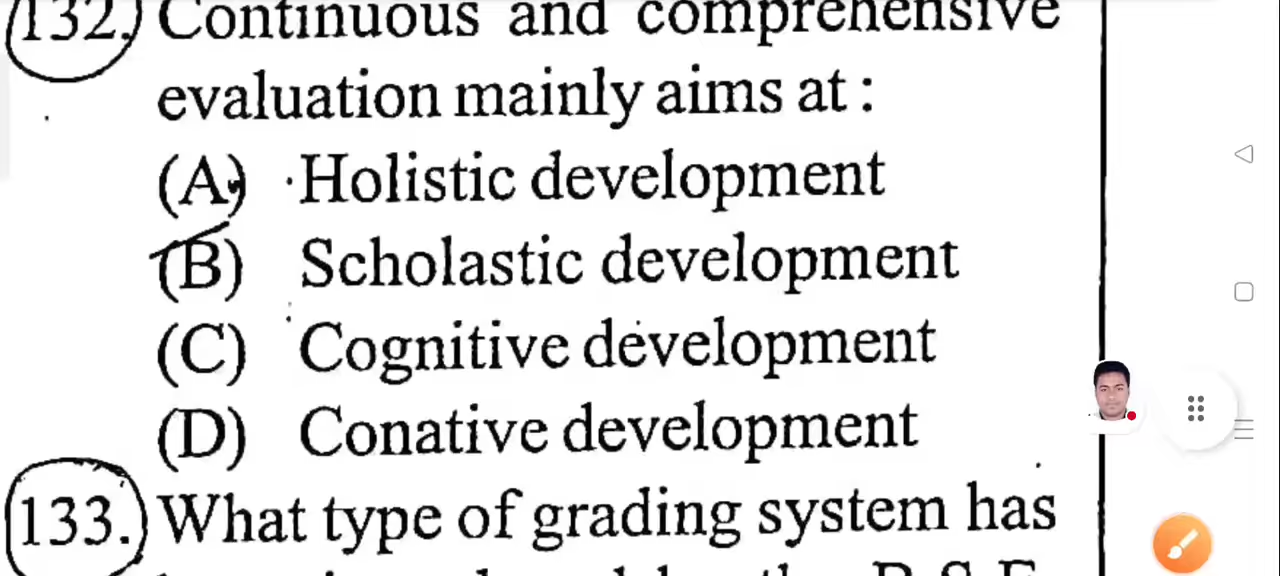 132. Continuous and comprehensive
evaluation mainly aims at :
(A) Holistic development
(B) Scholastic development
(C) Cognitive development
(D) Conative development
133. What type of grading system has